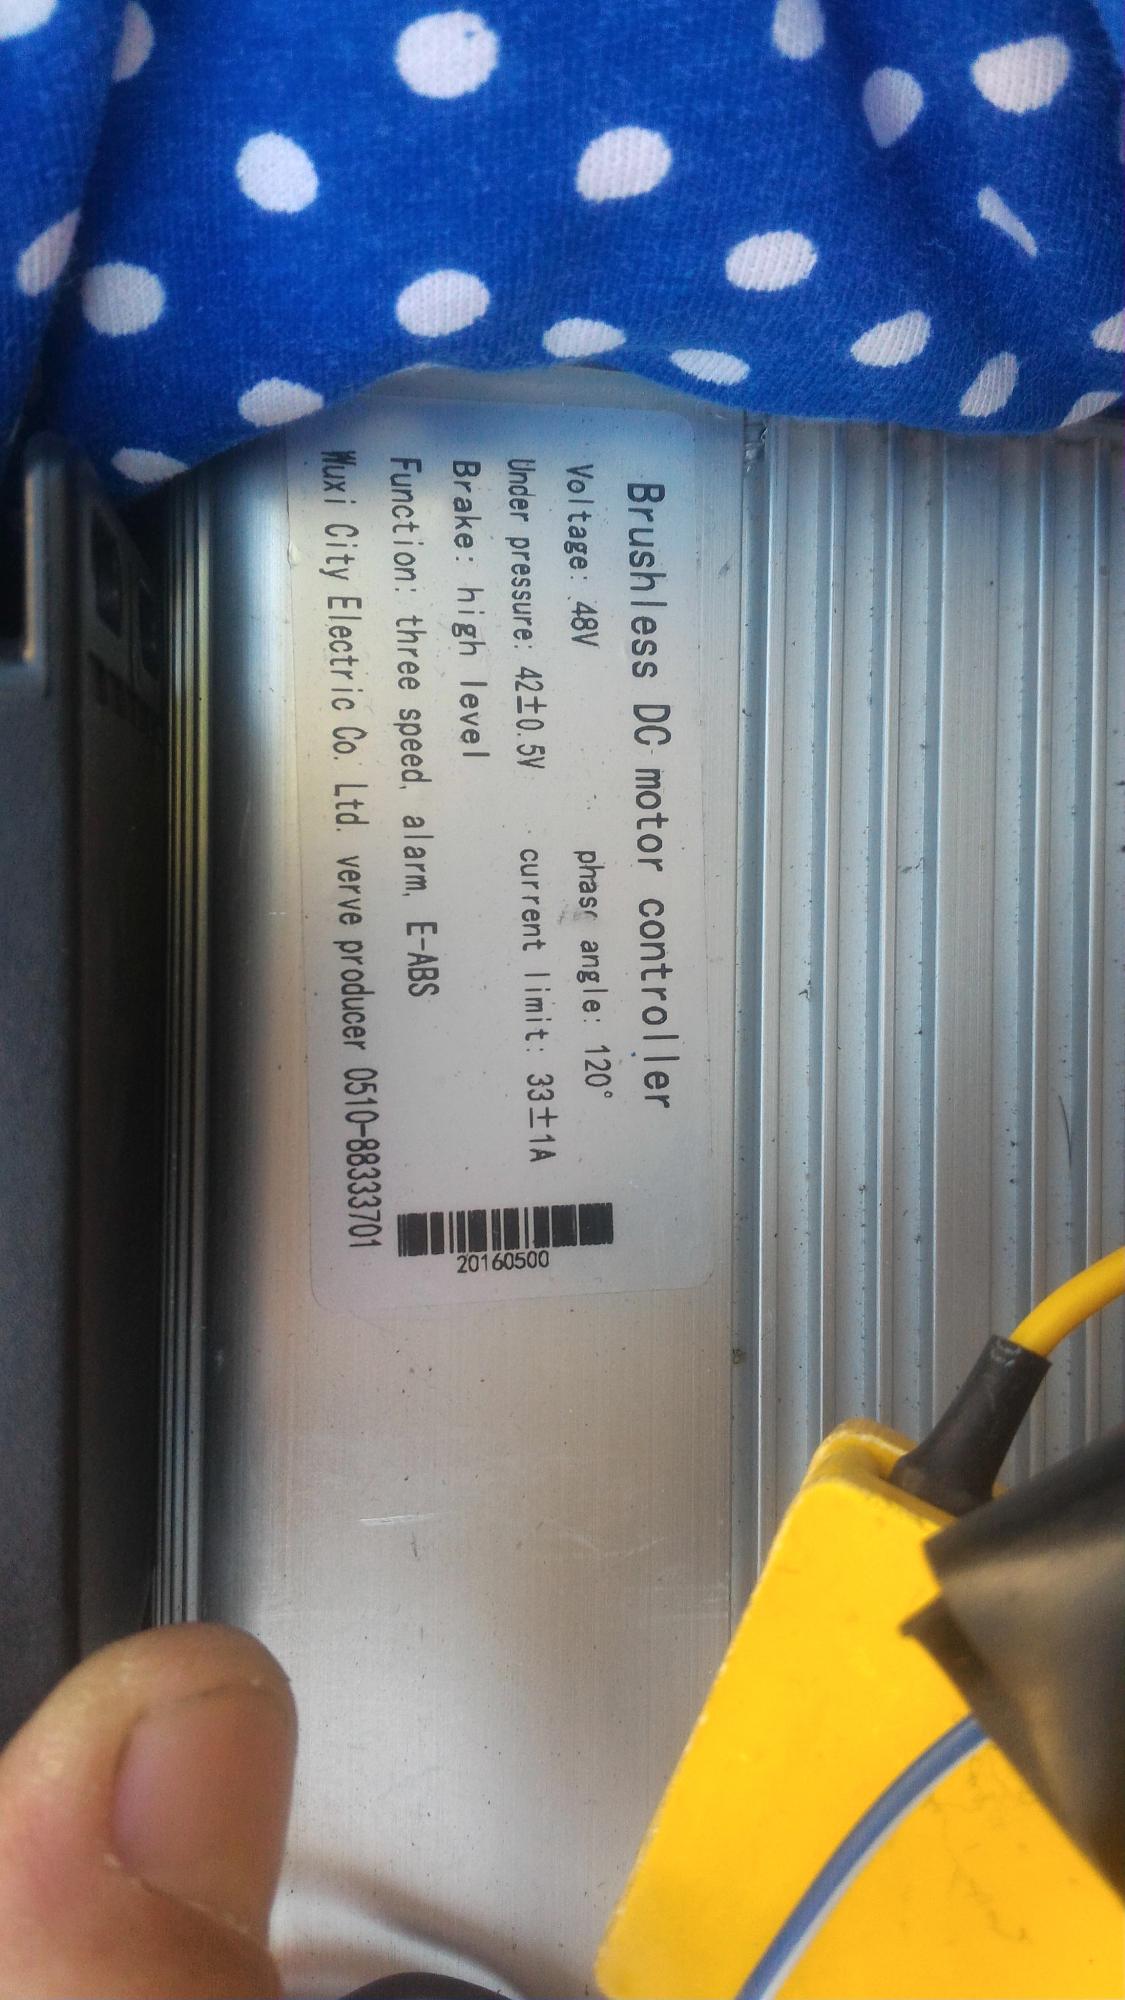 Brushless DC motor controller
Voltage: 48V phase angle: 120°
Under pressure: 42±0.5V current limit: 33±1A
Brake: high level
Function: three speed, alarm, E-ABS
Wuxi City Electric Co. Ltd. verve producer 0510-88333701
20160500